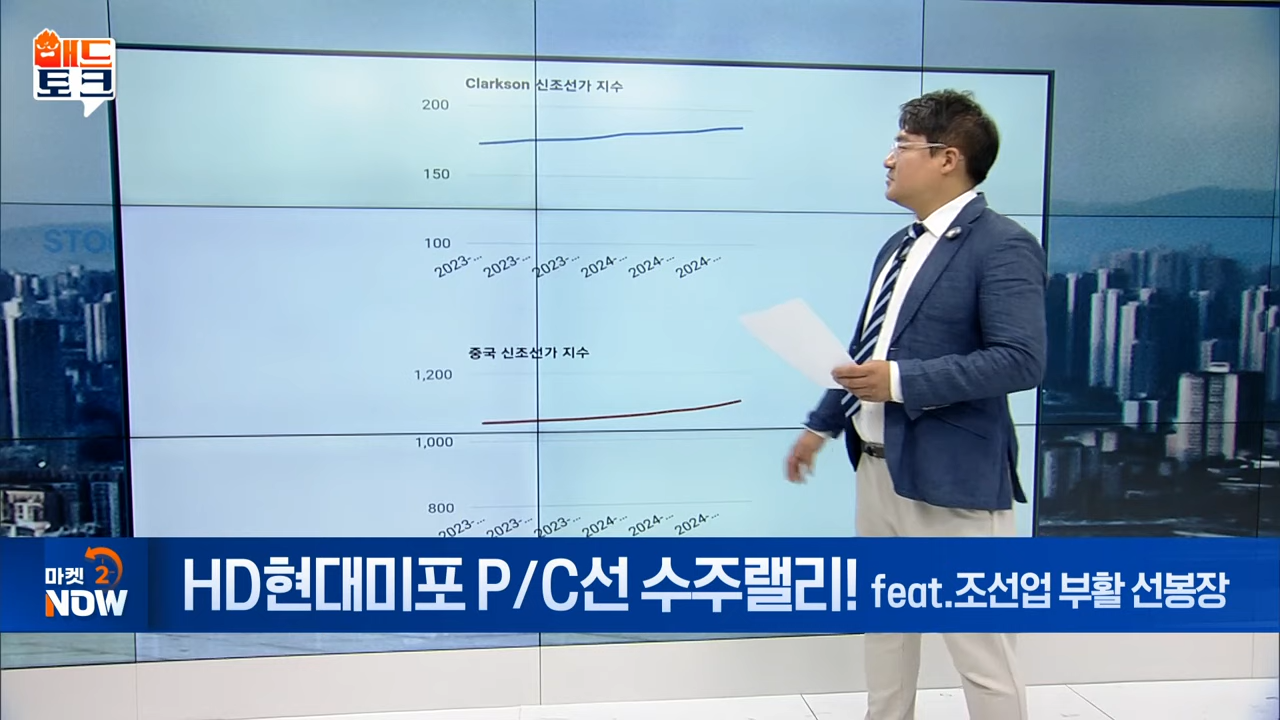 매드
토크
Clarkson 신조선가 지수
200
150
100
2023-...
2023-...
2023-...
2024-...
2024-...
2024-...
STO
중국 신조선가 지수
1,200
1,000
800
2023-...
2023-...
2023-...
2024-...
2024-...
2024-...
마켓 2
NOW
HD현대미포 P/C선 수주랠리! feat.조선업 부활 선봉장